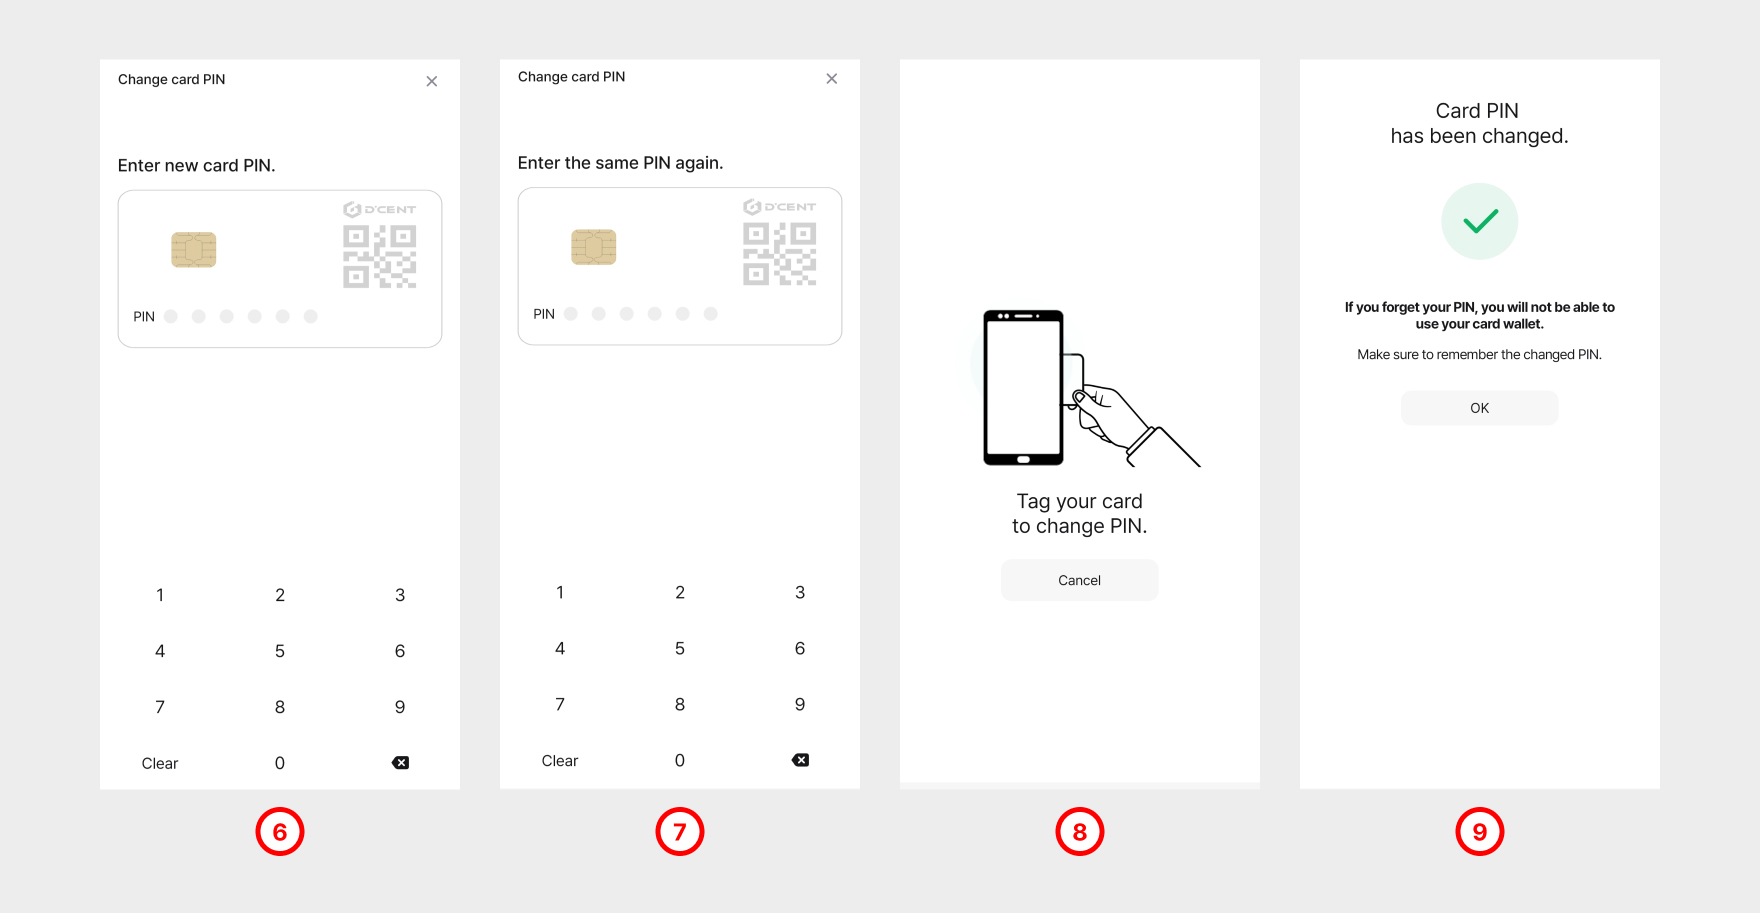 Change card PIN
Enter new card PIN.
D'CENT
PIN
1 2 3
4 5 6
7 8 9
Clear 0
6
Change card PIN
Enter the same PIN again.
D'CENT
PIN
1 2 3
4 5 6
7 8 9
Clear 0
7
Tag your card
to change PIN.
Cancel
8
Card PIN
has been changed.
If you forget your PIN, you will not be able to
use your card wallet.
Make sure to remember the changed PIN.
OK
9